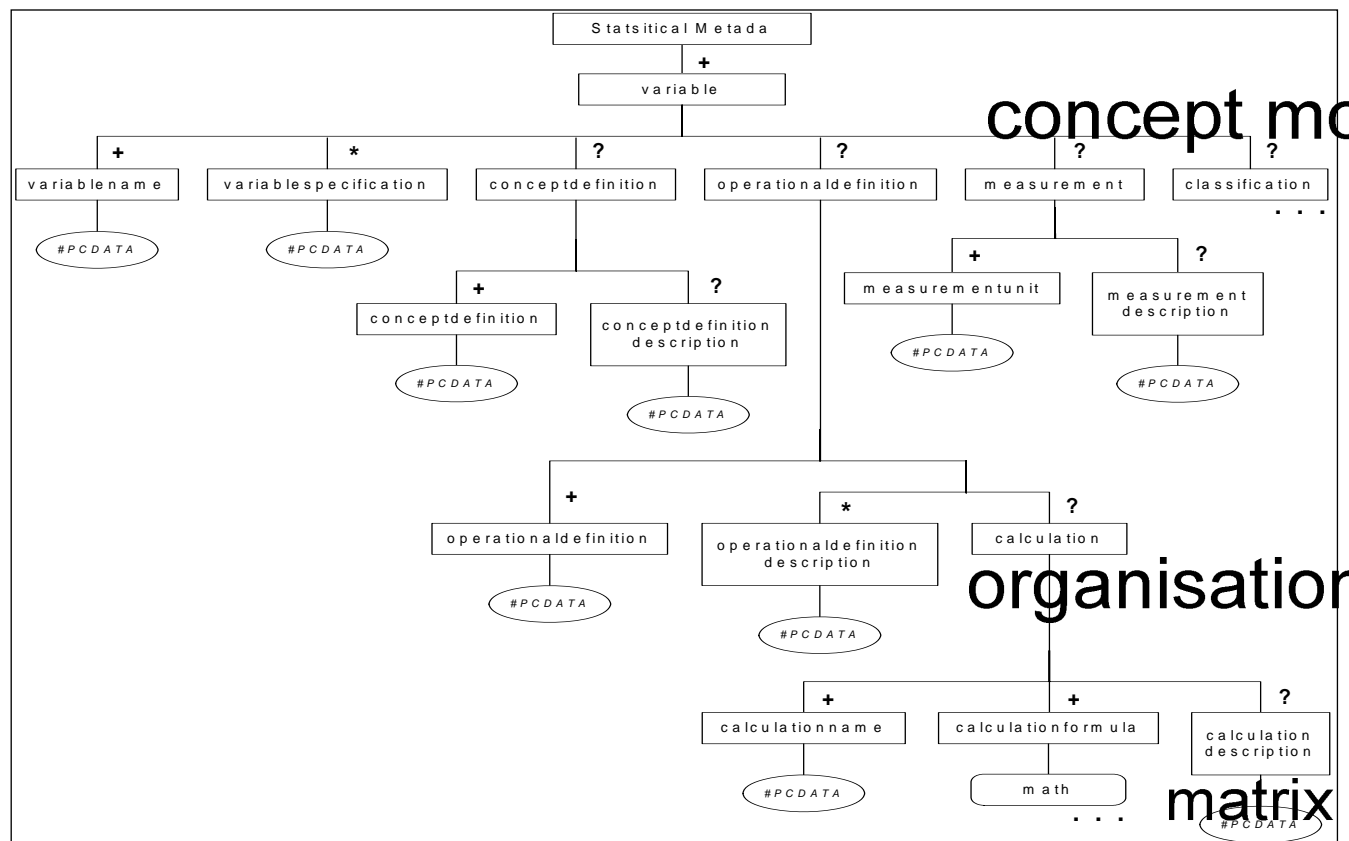 Statsitical Metada
+
variable
concept mo
+ * ? ? ? ?
variablename variablespecification conceptdefinition operationaldefinition measurement classification
. . .
#PCDATA #PCDATA
+ ? + ?
measurementunit measurement
description
conceptdefinition conceptdefinition
description
#PCDATA #PCDATA
#PCDATA #PCDATA
+ * ?
operationaldefinition operationaldefinition
description calculation
organisation
#PCDATA
#PCDATA
+ + ?
calculationname calculationformula calculation
description
#PCDATA math matrix
. . .
#PCDATA